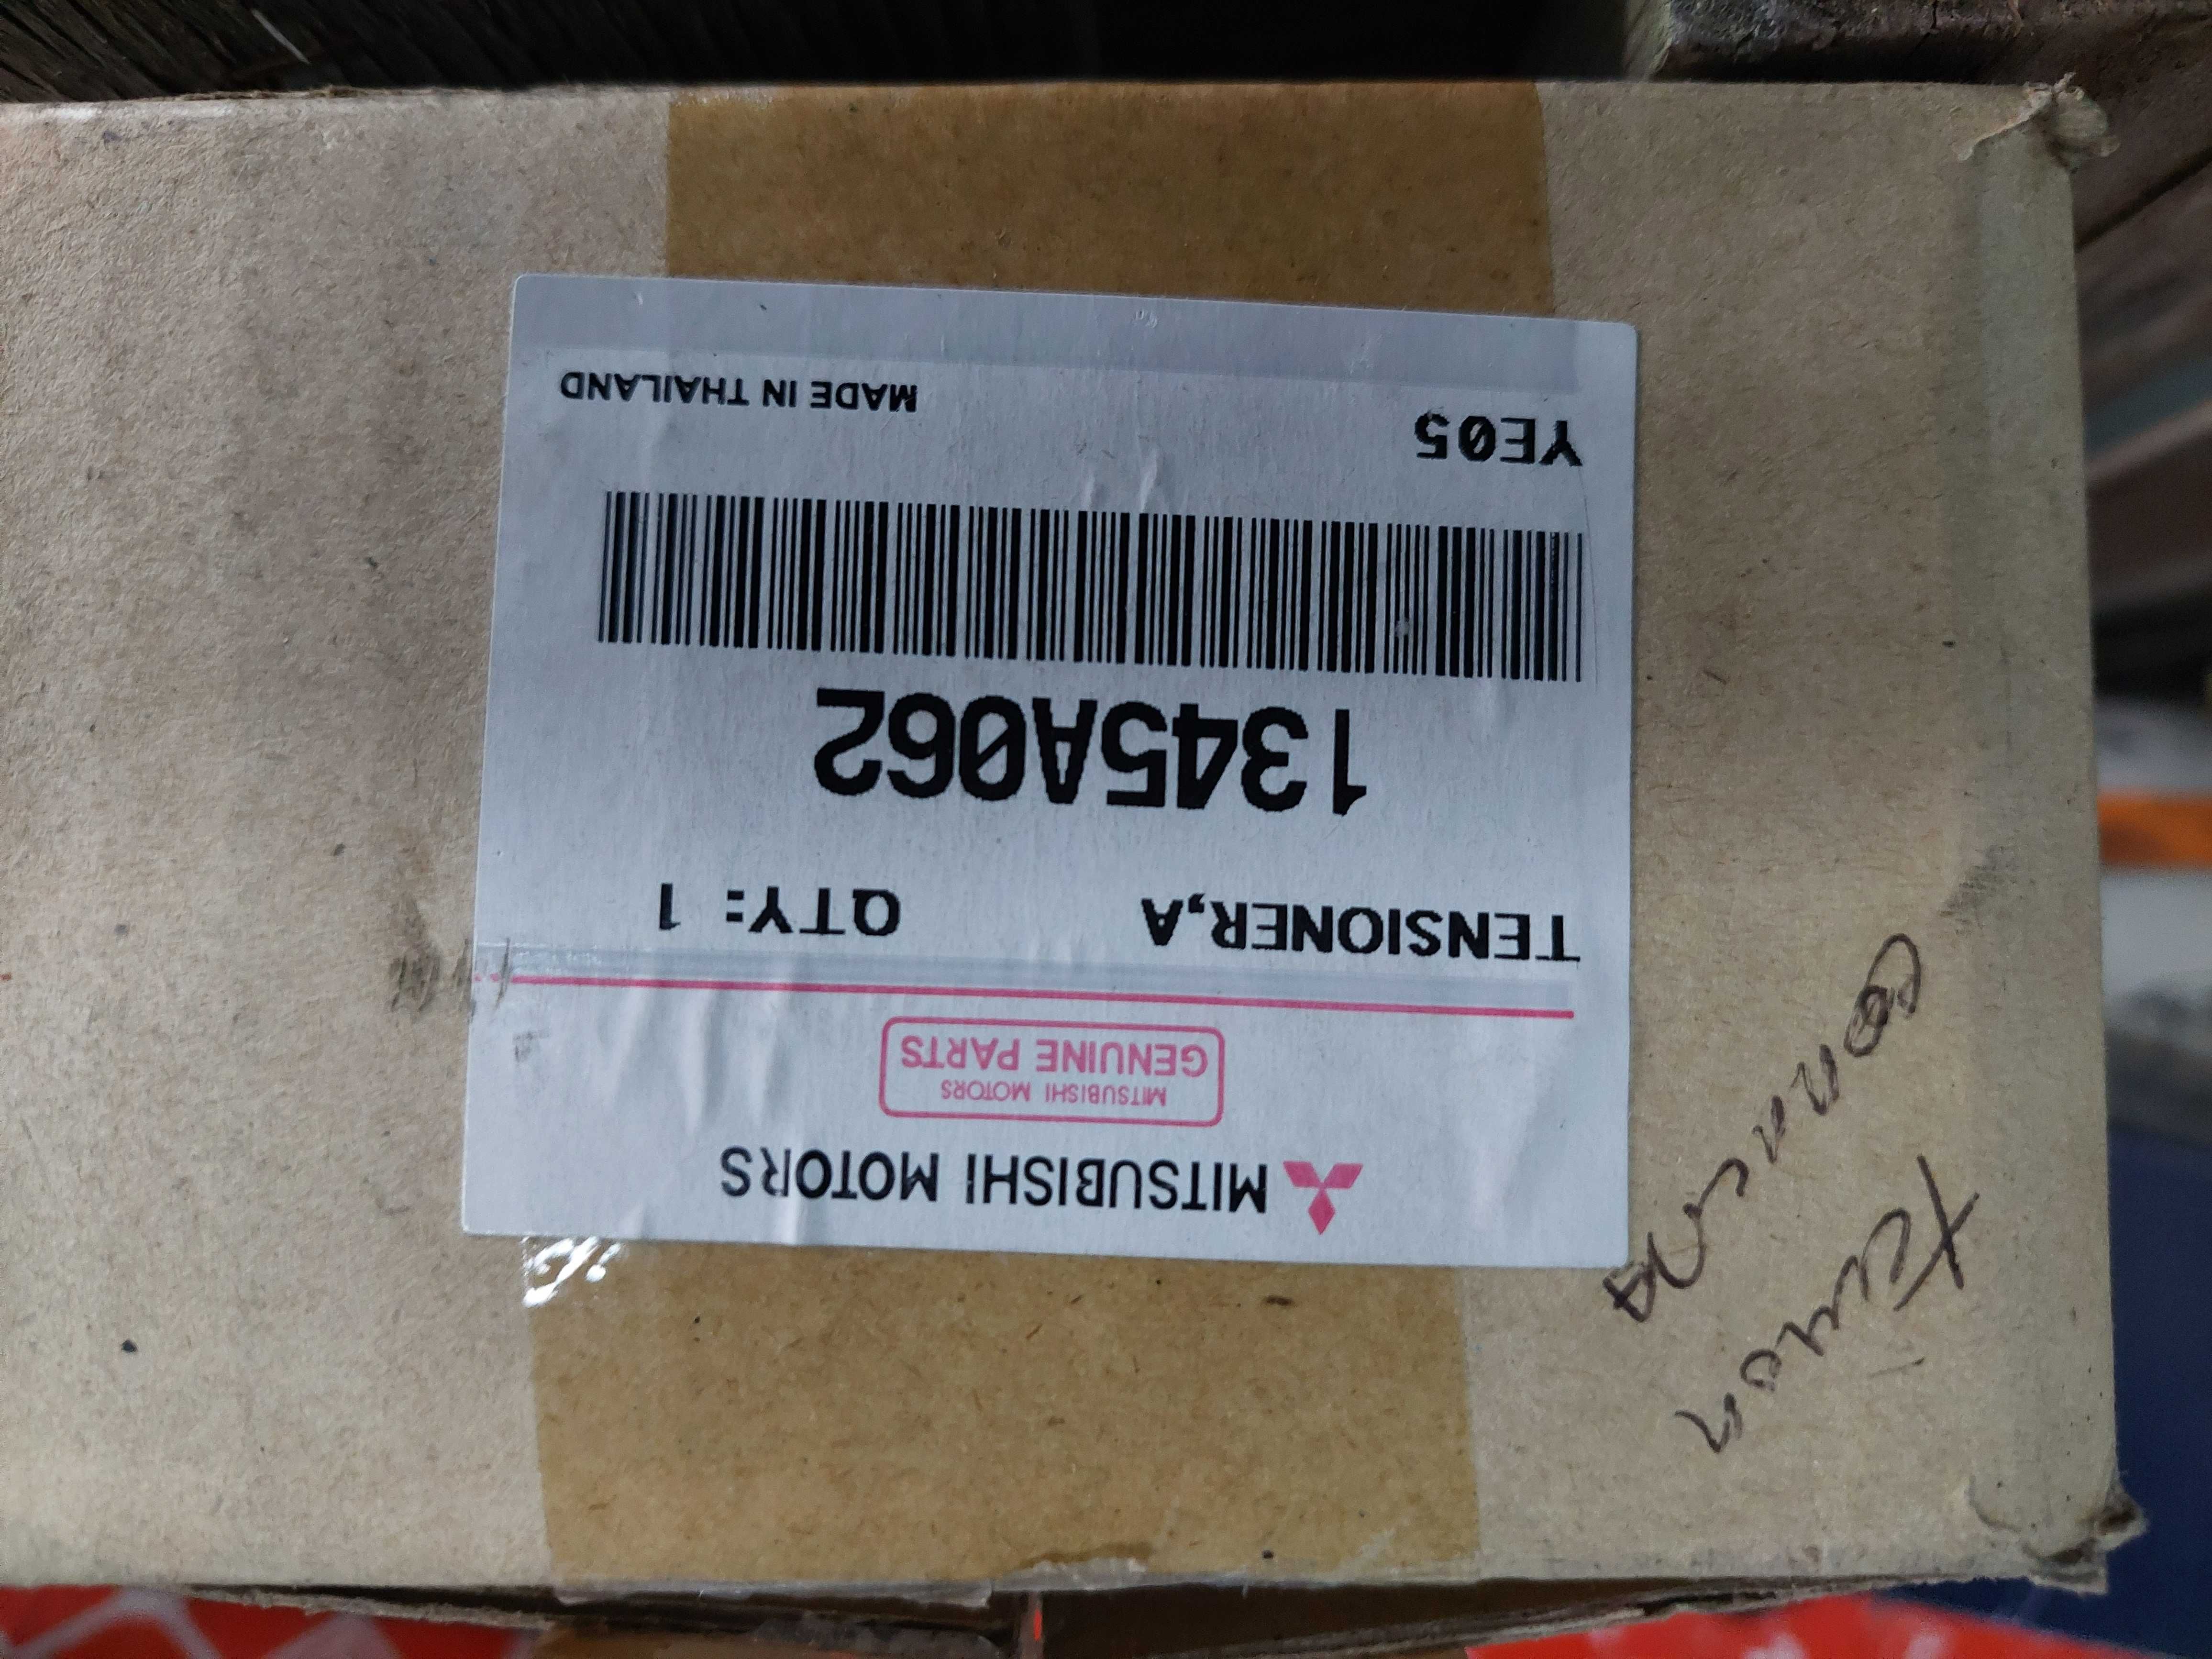 MITSUBISHI MOTORS
MITSUBISHI MOTORS
GENUINE PARTS
TENSIONER,A QTY: 1
1345A062
YE05
MADE IN THAILAND